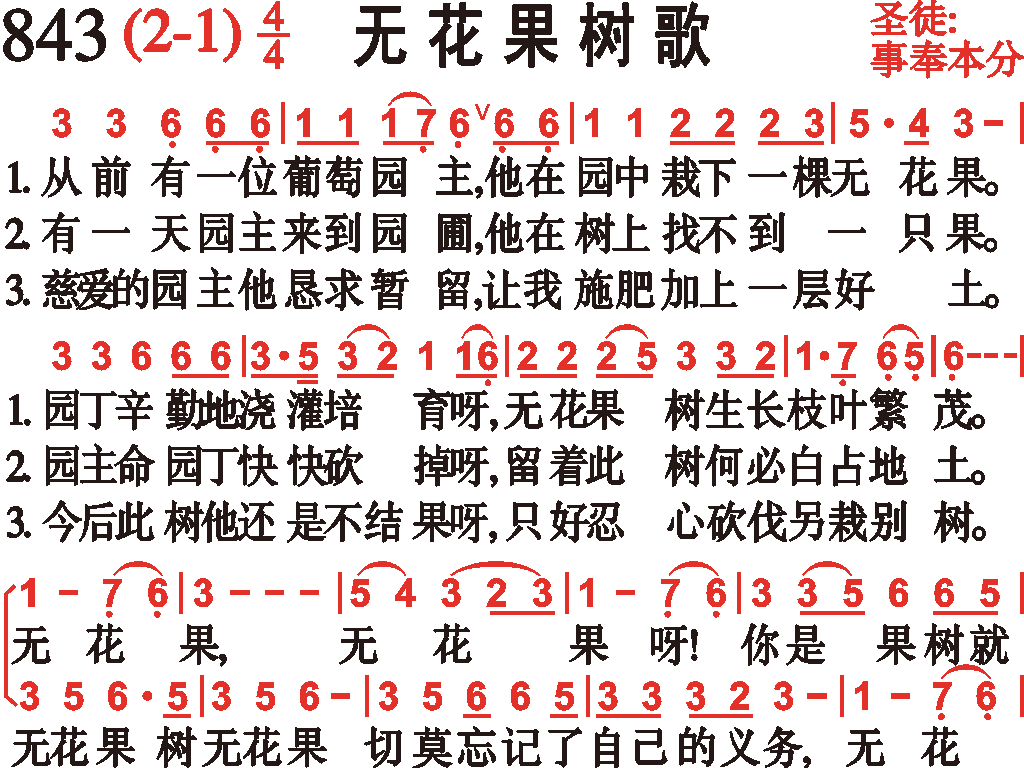 843 (2-1) 4/4 无花果树歌 圣徒:
事奉本分
3 3 6 6 6 | 1 1 1 7 6 ∨ 6 6 | 1 1 2 2 2 3 | 5 · 4 3 - |
1. 从前有一位葡萄园主,他在园中栽下一棵无花果。
2. 有一天园主来到园圃,他在树上找不到一只果。
3. 慈爱的园主他恳求暂留,让我施肥加上一层好土。
3 3 6 6 6 | 3 · 5 3 2 1 1 6 | 2 2 2 5 3 3 2 | 1 · 7 6 5 | 6 - - - |
1. 园丁辛勤地浇灌培育呀,无花果树生长枝叶繁茂。
2. 园主命园丁快快砍掉呀,留着此树何必白占地土。
3. 今后此树他还是不结果呀,只好忍心砍伐另栽别树。
1 - 7 6 | 3 - - - | 5 4 3 2 3 | 1 - 7 6 | 3 3 5 6 6 5 |
无花果, 无花果呀! 你是果树就
3 5 6 · 5 | 3 5 6 - | 3 5 6 6 5 | 3 3 3 2 3 - | 1 - 7 6
无花果树无花果 切莫忘记了自己的义务, 无花